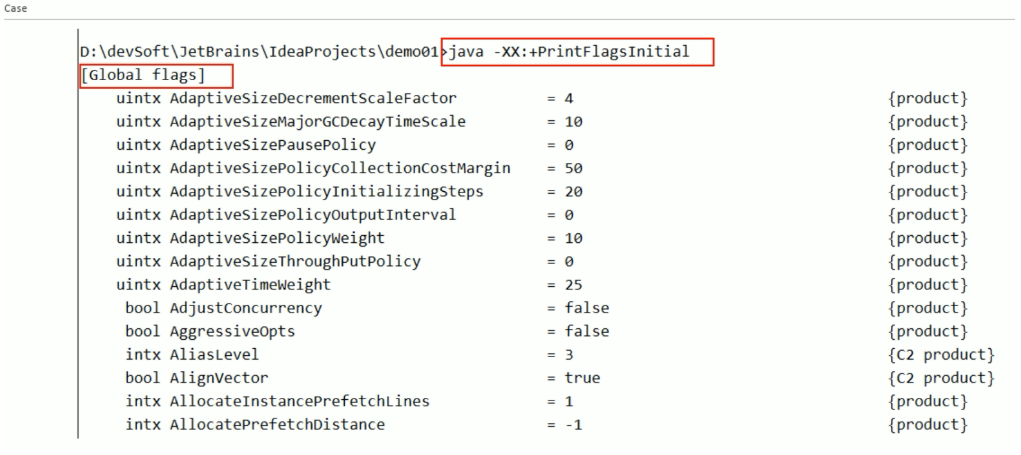 Case
D:\devSoft\JetBrains\IdeaProjects\demo01>java -XX:+PrintFlagsInitial
[Global flags]
uintx AdaptiveSizeDecrementScaleFactor = 4 {product}
uintx AdaptiveSizeMajorGCDecayTimeScale = 10 {product}
uintx AdaptiveSizePausePolicy = 0 {product}
uintx AdaptiveSizePolicyCollectionCostMargin = 50 {product}
uintx AdaptiveSizePolicyInitializingSteps = 20 {product}
uintx AdaptiveSizePolicyOutputInterval = 0 {product}
uintx AdaptiveSizePolicyWeight = 10 {product}
uintx AdaptiveSizeThroughPutPolicy = 0 {product}
uintx AdaptiveTimeWeight = 25 {product}
bool AdjustConcurrency = false {product}
bool AggressiveOpts = false {product}
intx AliasLevel = 3 {C2 product}
bool AlignVector = true {C2 product}
intx AllocateInstancePrefetchLines = 1 {product}
intx AllocatePrefetchDistance = -1 {product}